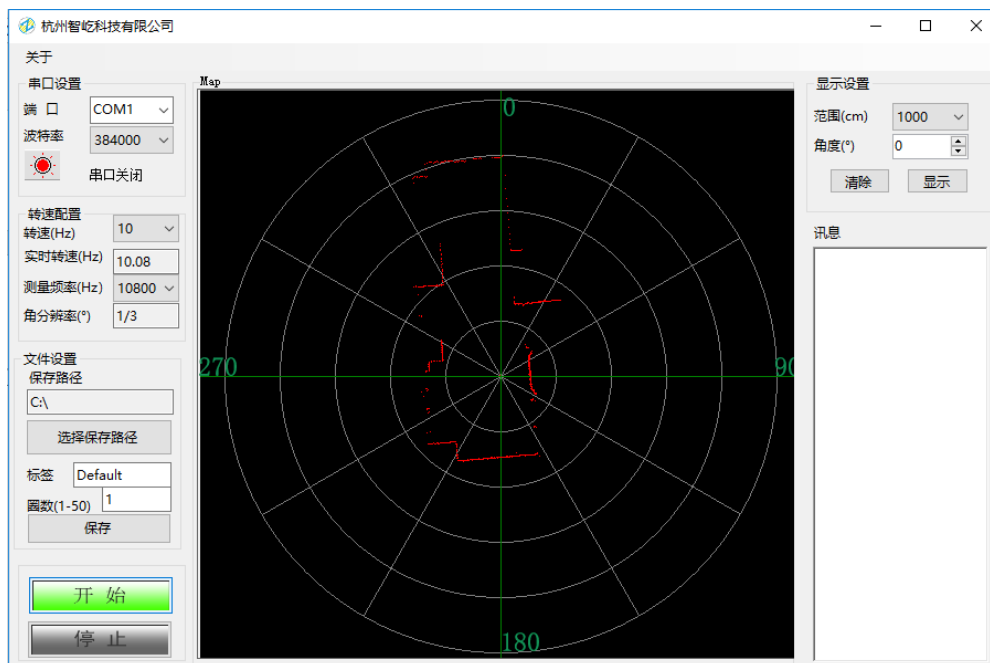 杭州智屹科技有限公司
关于
串口设置
端 口 COM1
波特率 384000
串口关闭
转速配置
转速(Hz) 10
实时转速(Hz) 10.08
测量频率(Hz) 10800
角分辨率(°) 1/3
文件设置
保存路径
C:\
选择保存路径
标签 Default
圈数(1-50) 1
保存
开 始
停 止
Map
0
270
90
180
显示设置
范围(cm) 1000
角度(°) 0
清除 显示
讯息